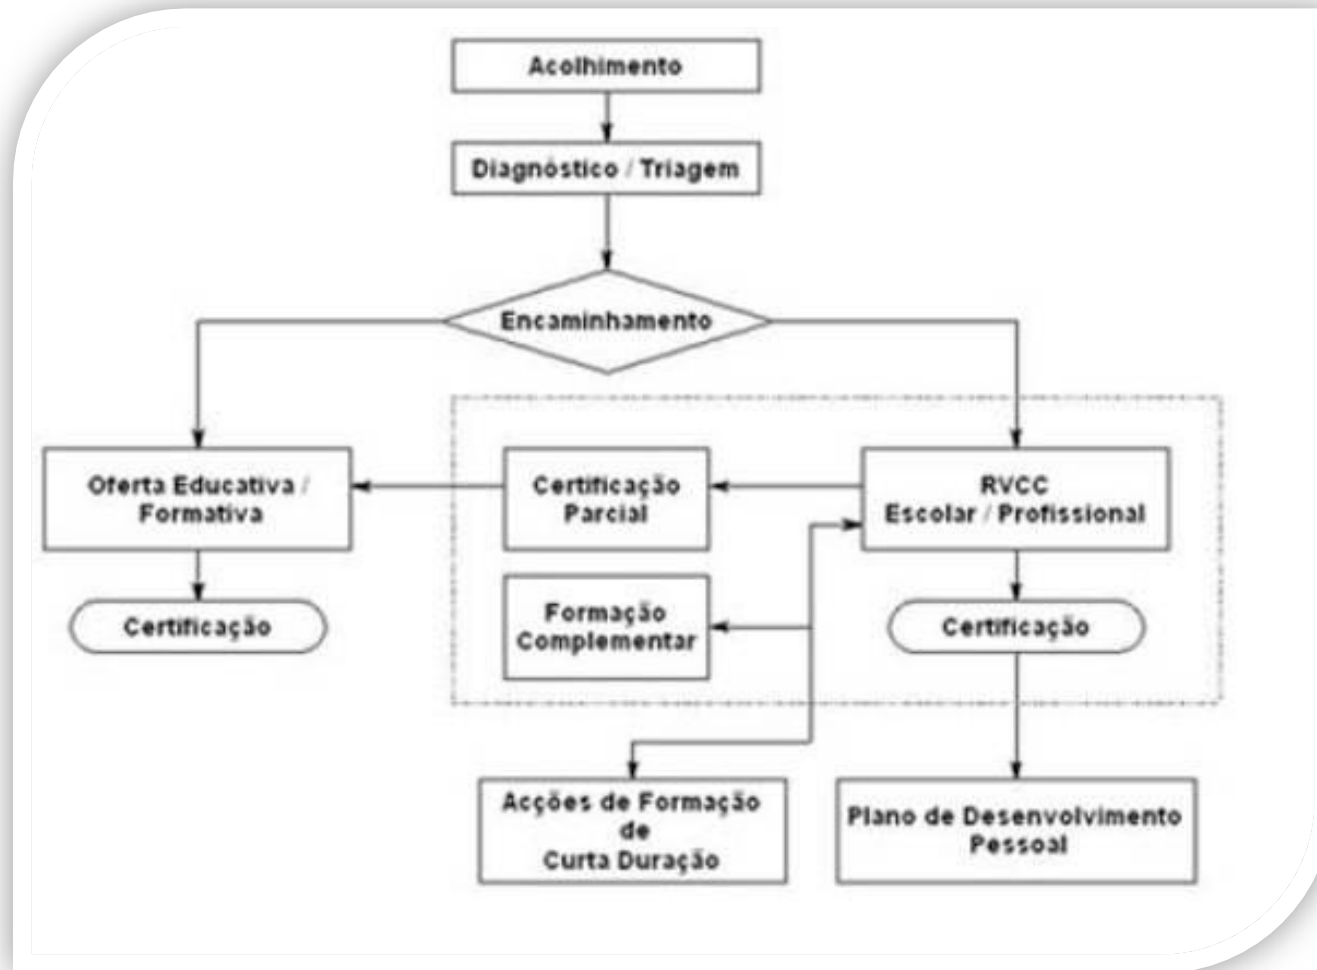 Acolhimento
Diagnóstico / Triagem
Encaminhamento
Oferta Educativa /
Formativa
Certificação
Parcial
RVCC
Escolar / Profissional
Formação
Complementar
Certificação
Certificação
Acções de Formação
de
Curta Duração
Plano de Desenvolvimento
Pessoal